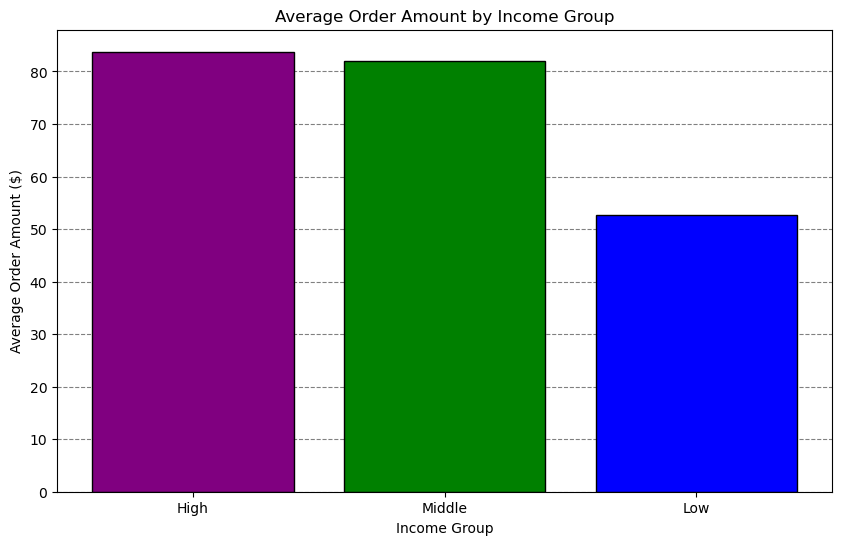 Average Order Amount by Income Group
Average Order Amount ($)
80
70
60
50
40
30
20
10
0
High Middle Low
Income Group